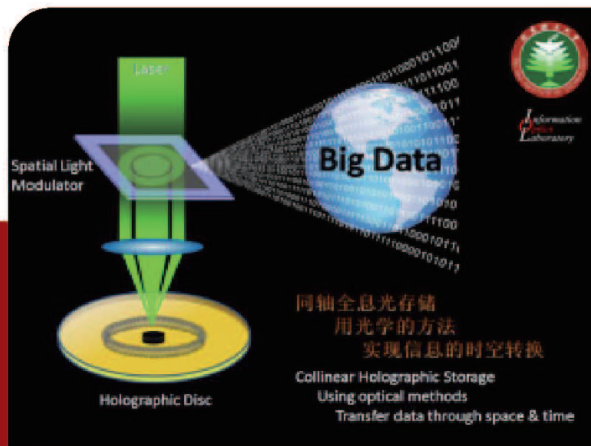 Laser
Spatial Light
Modulator
Big Data
Information
Optics
Laboratory
同轴全息光存储
用光学的方法
实现信息的时空转换
Collinear Holographic Storage
Using optical methods
Transfer data through space & time
Holographic Disc